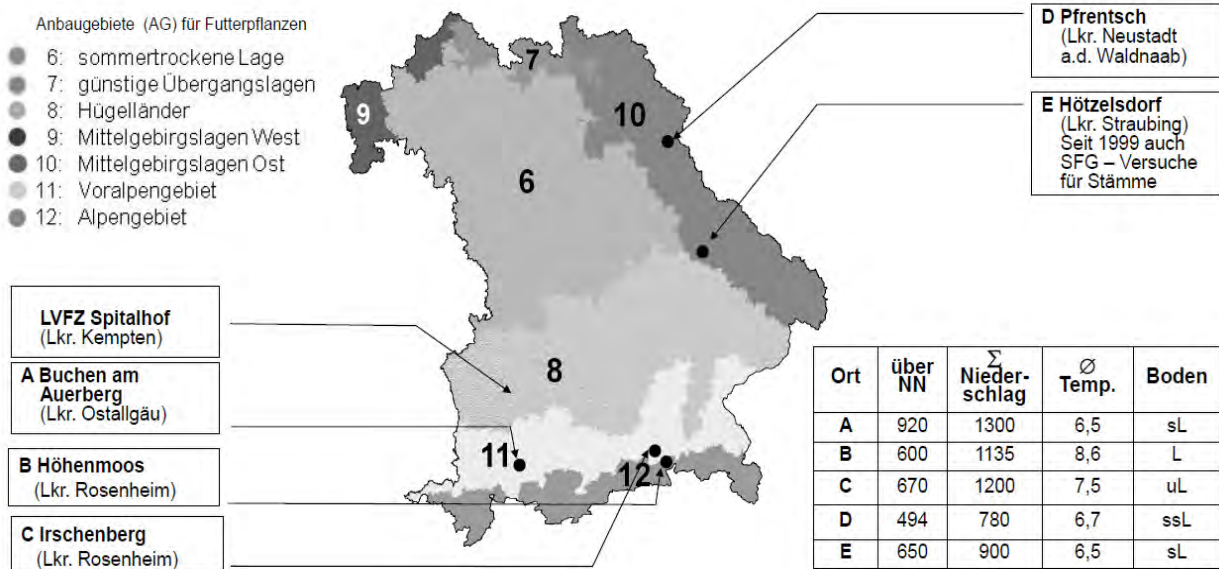 Anbaugebiete (AG) für Futterpflanzen
6: sommertrockene Lage
7: günstige Übergangslagen
8: Hügelländer
9: Mittelgebirgslagen West
10: Mittelgebirgslagen Ost
11: Voralpengebiet
12: Alpengebiet
D Pfrentsch
(Lkr. Neustadt
a.d. Waldnaab)
E Hötzelsdorf
(Lkr. Straubing)
Seit 1999 auch
SFG – Versuche
für Stämme
7
9
10
6
8
11
12
LVFZ Spitalhof
(Lkr. Kempten)
A Buchen am
Auerberg
(Lkr. Ostallgäu)
B Höhenmoos
(Lkr. Rosenheim)
C Irschenberg
(Lkr. Rosenheim)
Ort über NN Σ Nieder-schlag Ø Temp. Boden
A 920 1300 6,5 sL
B 600 1135 8,6 L
C 670 1200 7,5 uL
D 494 780 6,7 ssL
E 650 900 6,5 sL